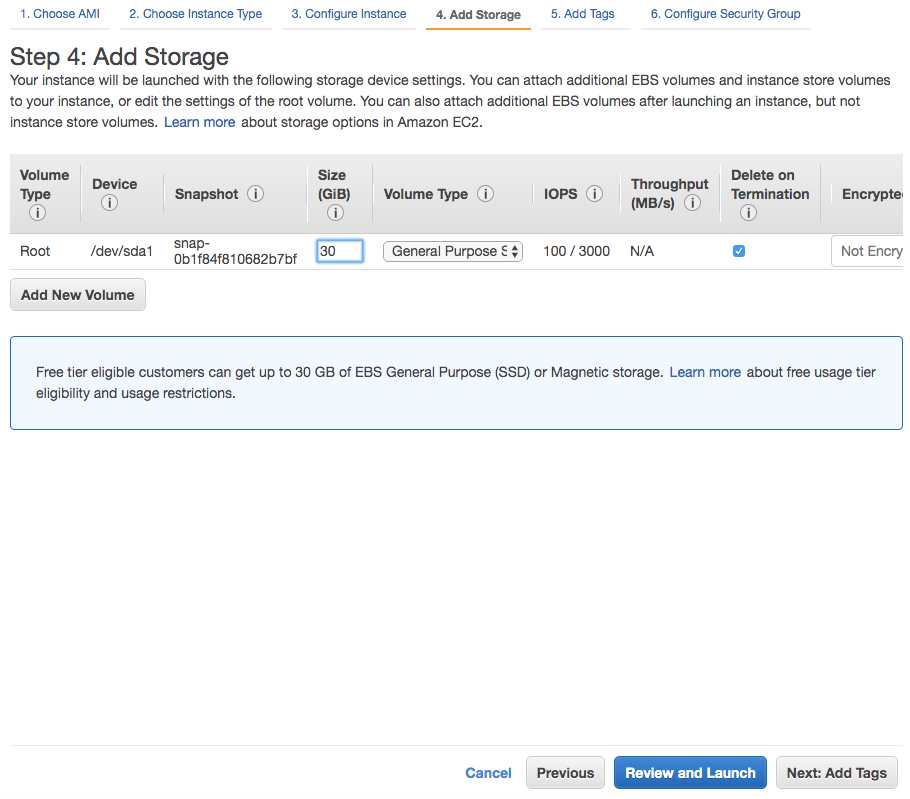 1. Choose AMI 2. Choose Instance Type 3. Configure Instance 4. Add Storage 5. Add Tags 6. Configure Security Group
Step 4: Add Storage
Your instance will be launched with the following storage device settings. You can attach additional EBS volumes and instance store volumes
to your instance, or edit the settings of the root volume. You can also attach additional EBS volumes after launching an instance, but not
instance store volumes. Learn more about storage options in Amazon EC2.
Volume Type i Device i Snapshot i Size (GiB) i Volume Type i IOPS i Throughput (MB/s) i Delete on Termination i Encrypte
Root /dev/sda1 snap-0b1f84f810682b7bf 30 General Purpose S 100 / 3000 N/A Not Encry
Add New Volume
Free tier eligible customers can get up to 30 GB of EBS General Purpose (SSD) or Magnetic storage. Learn more about free usage tier
eligibility and usage restrictions.
Cancel Previous Review and Launch Next: Add Tags